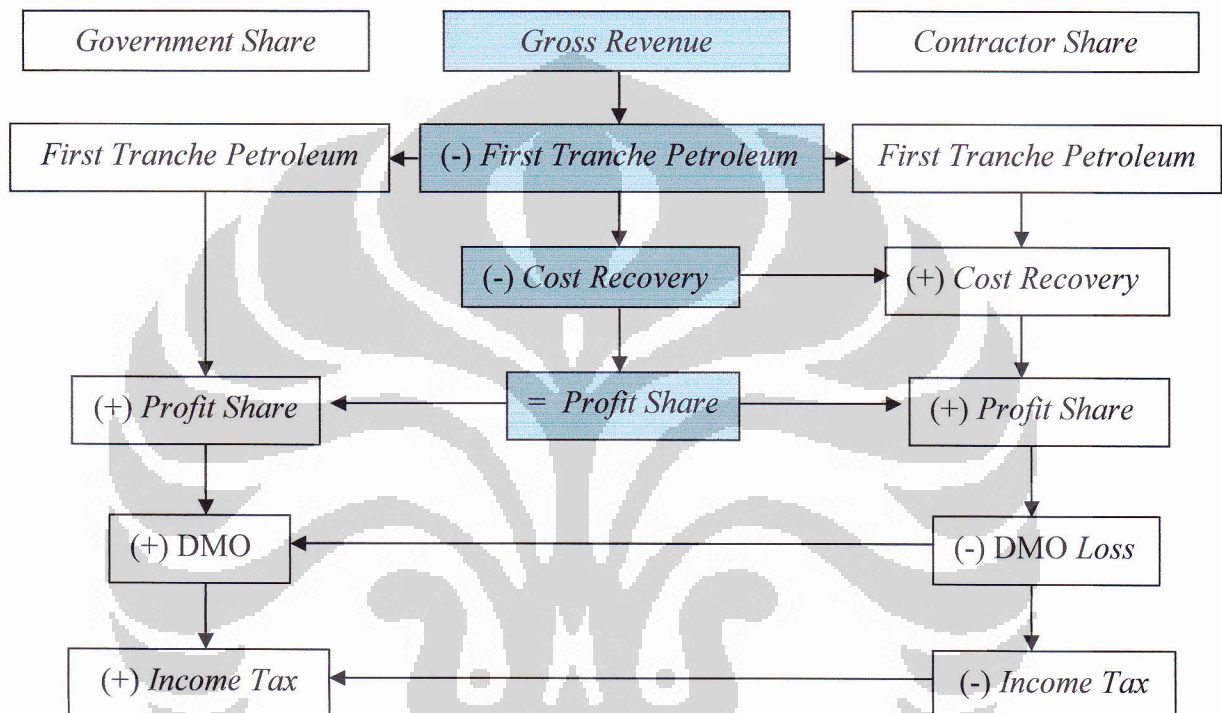 Government Share
Gross Revenue
Contractor Share
First Tranche Petroleum
(-) First Tranche Petroleum
First Tranche Petroleum
(-) Cost Recovery
(+) Cost Recovery
(+) Profit Share
= Profit Share
(+) Profit Share
(+) DMO
(-) DMO Loss
(+) Income Tax
(-) Income Tax